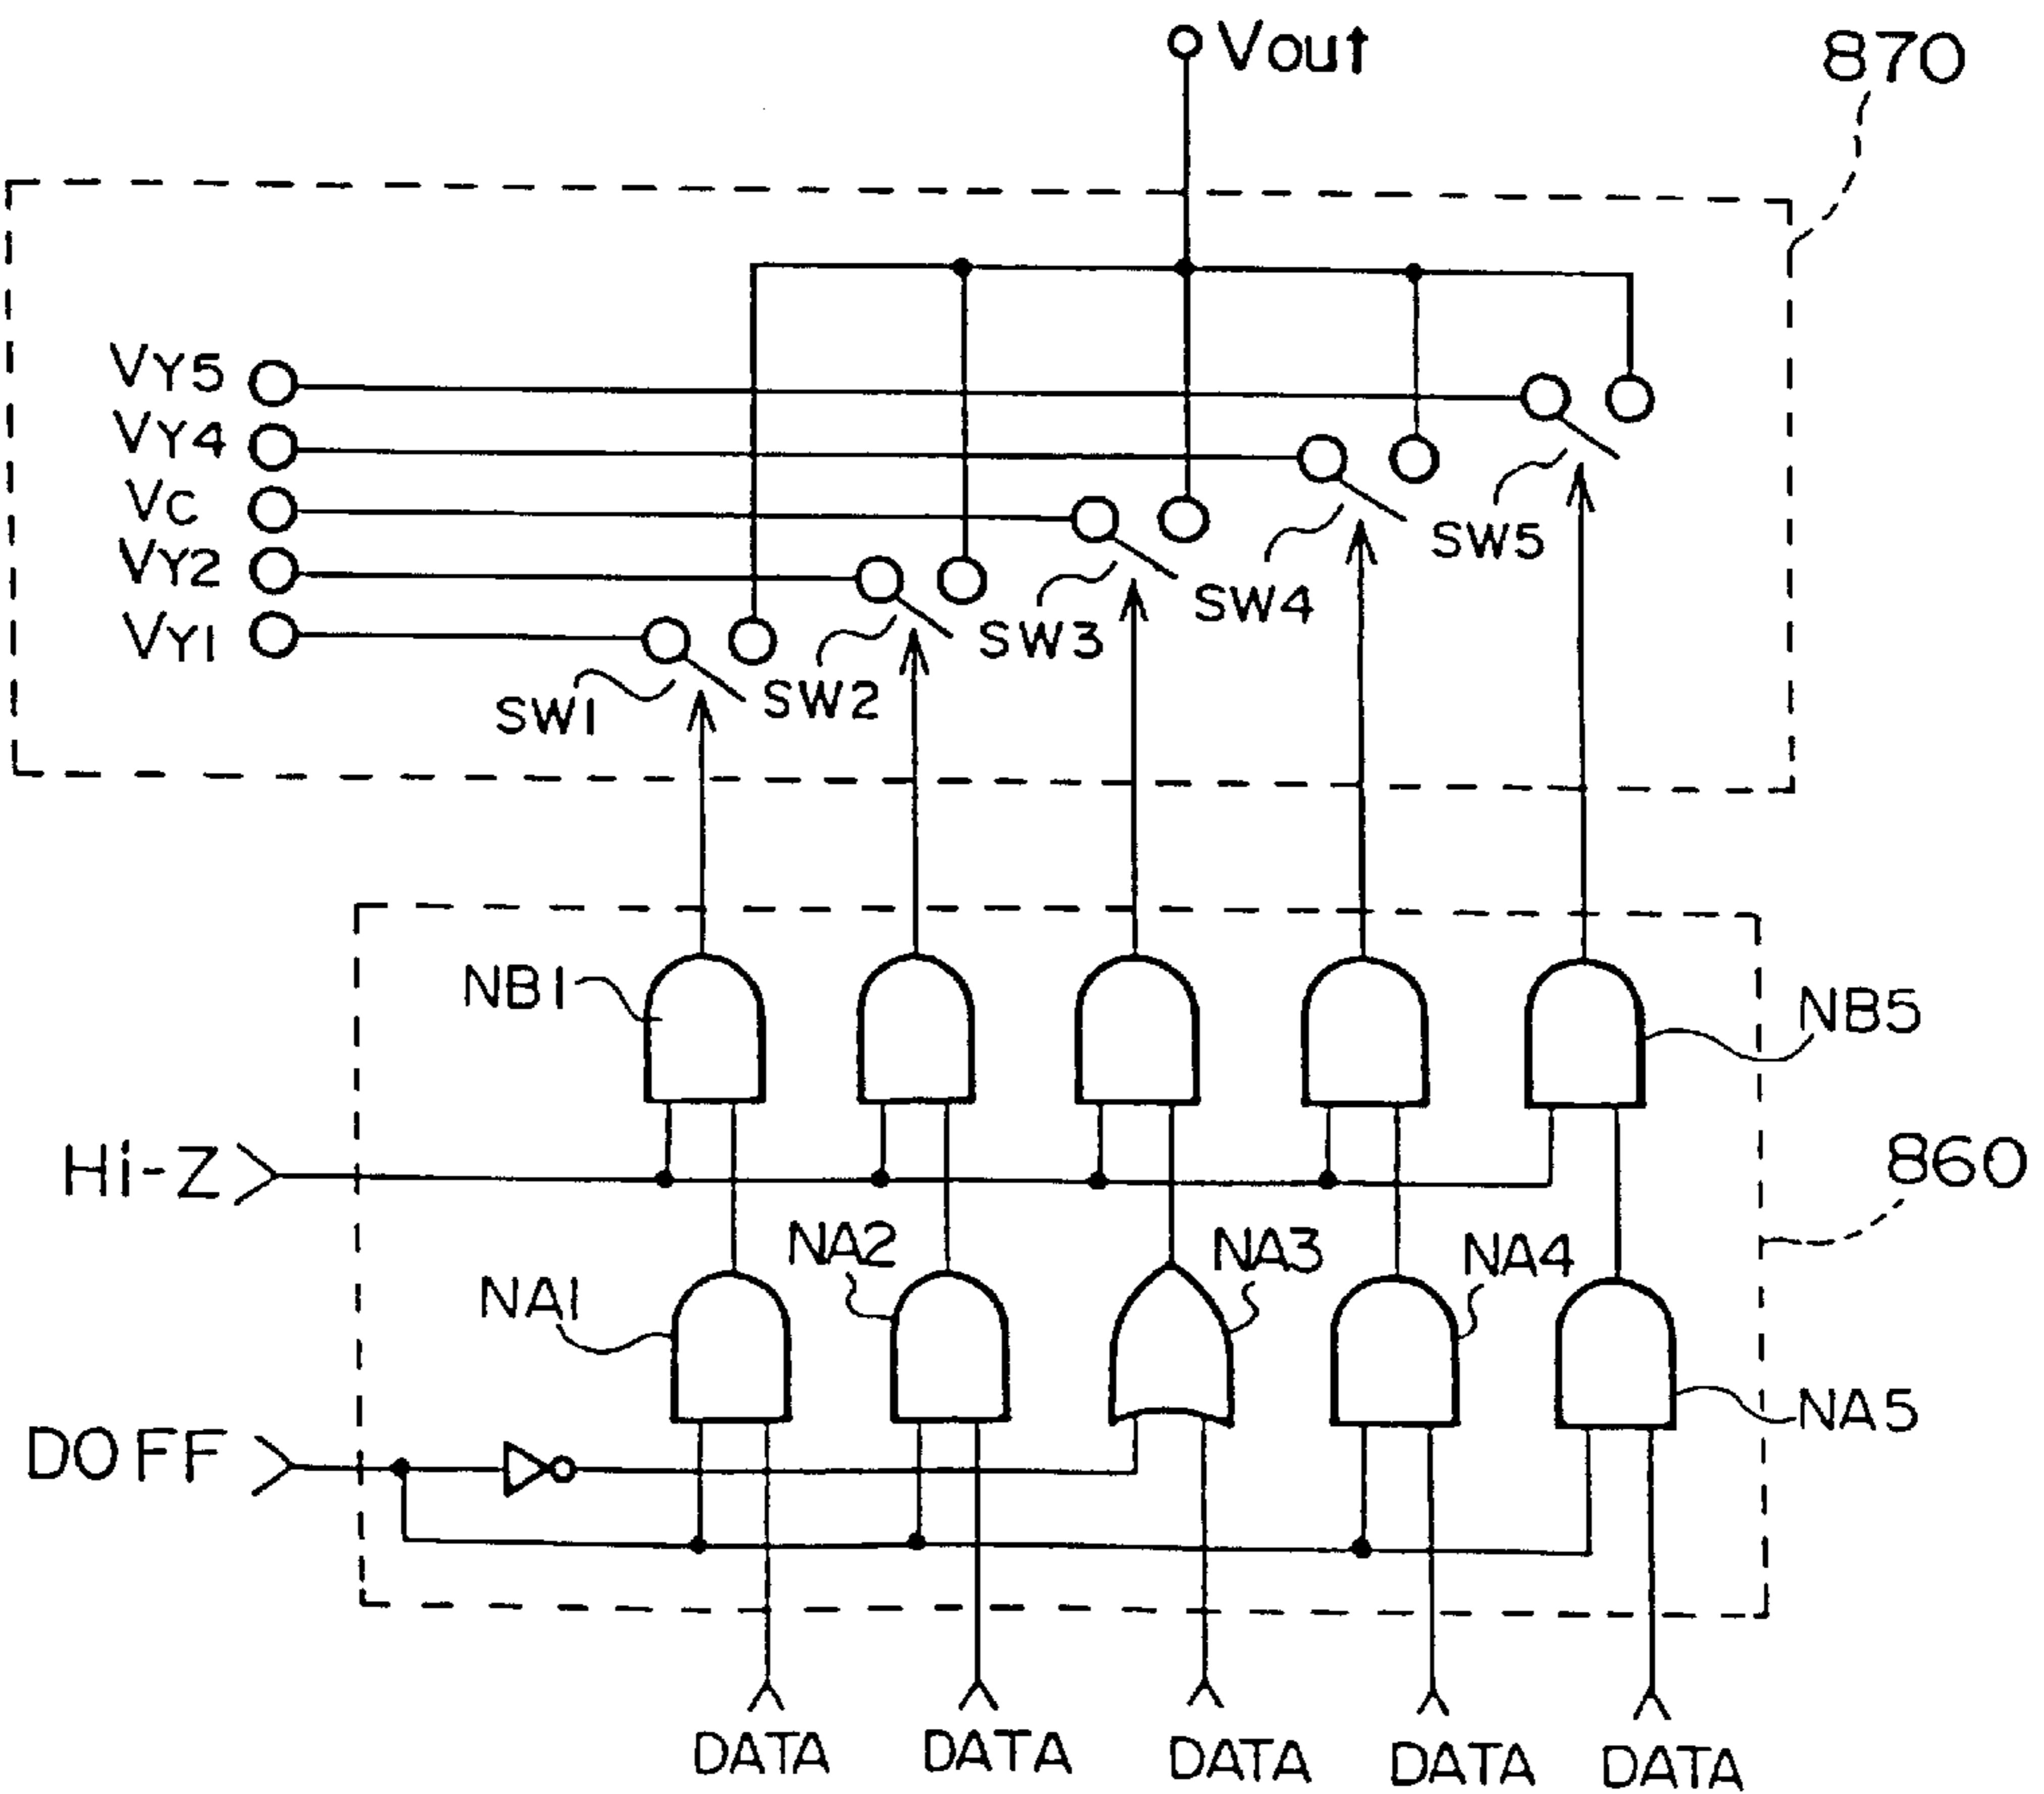 Vout
870
VY5
VY4
VC
VY2
VY1
SW5
SW4
SW3
SW2
SW1
NB1
NB5
Hi-Z
860
NA2
NA3
NA4
NA1
NA5
DOFF
DATA
DATA
DATA
DATA
DATA